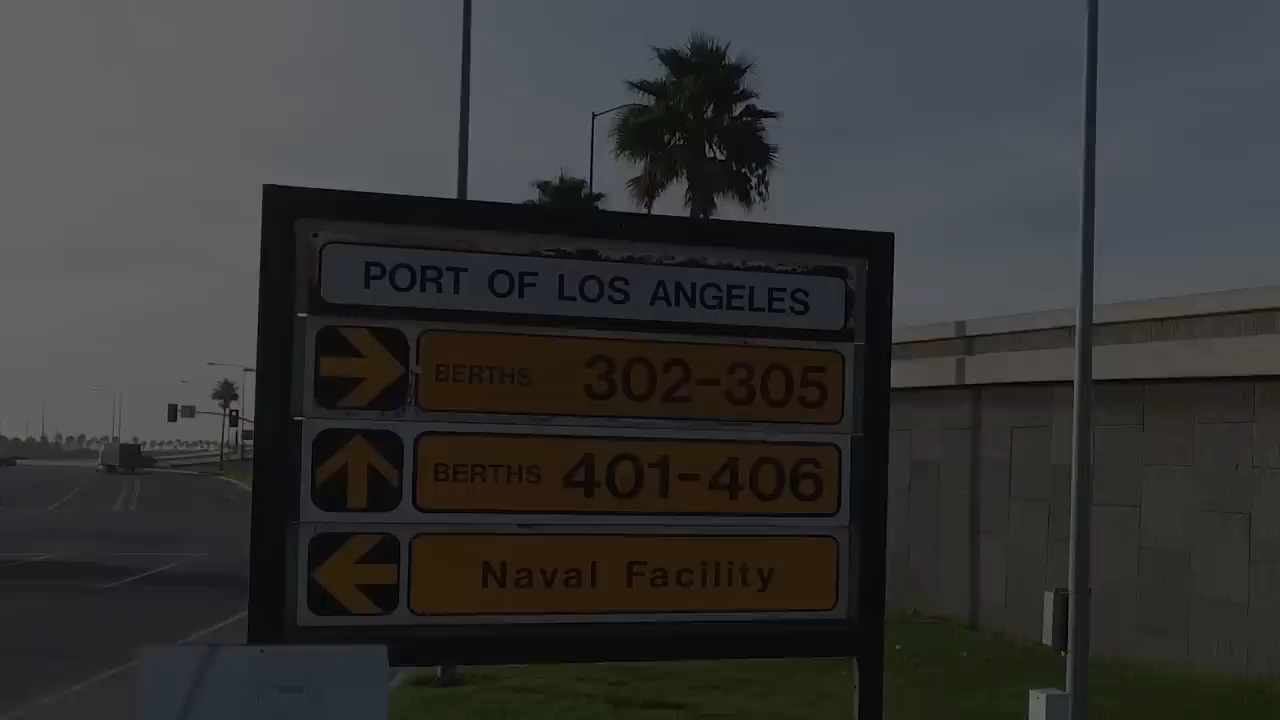 PORT OF LOS ANGELES
BERTHS 302-305
BERTHS 401-406
Naval Facility